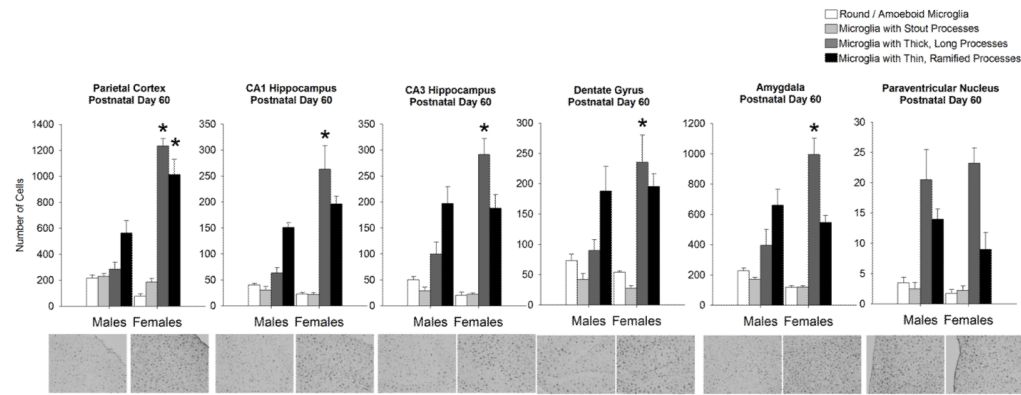 Round / Amoeboid Microglia
Microglia with Stout Processes
Microglia with Thick, Long Processes
Microglia with Thin, Ramified Processes
Parietal Cortex
Postnatal Day 60
CA1 Hippocampus
Postnatal Day 60
CA3 Hippocampus
Postnatal Day 60
Dentate Gyrus
Postnatal Day 60
Amygdala
Postnatal Day 60
Paraventricular Nucleus
Postnatal Day 60
Number of Cells
1400
1200
1000
800
600
400
200
0
* *
Males Females
350
300
250
200
150
100
50
0
*
Males Females
350
300
250
200
150
100
50
0
*
Males Females
300
250
200
150
100
50
0
*
Males Females
1200
1000
800
600
400
200
0
*
Males Females
30
25
20
15
10
5
0
Males Females